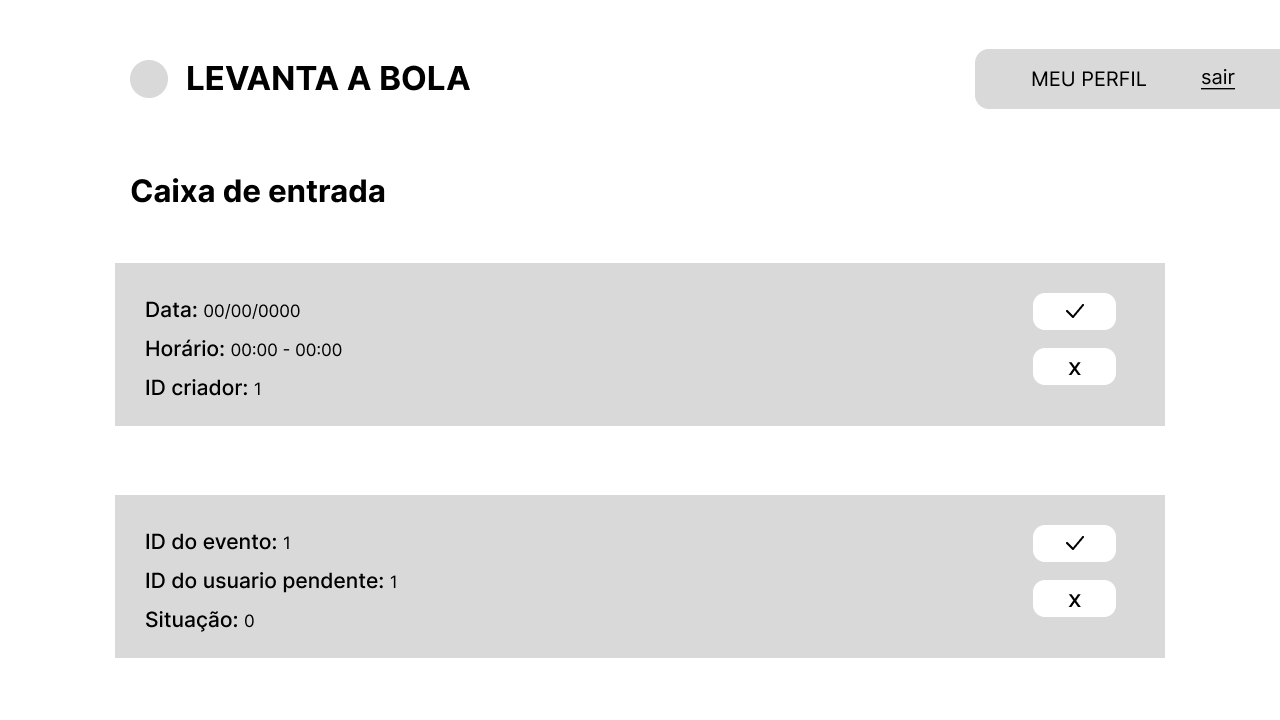 LEVANTA A BOLA
MEU PERFIL sair
Caixa de entrada
Data: 00/00/0000
Horário: 00:00 - 00:00
ID criador: 1
x
ID do evento: 1
ID do usuario pendente: 1
Situação: 0
x